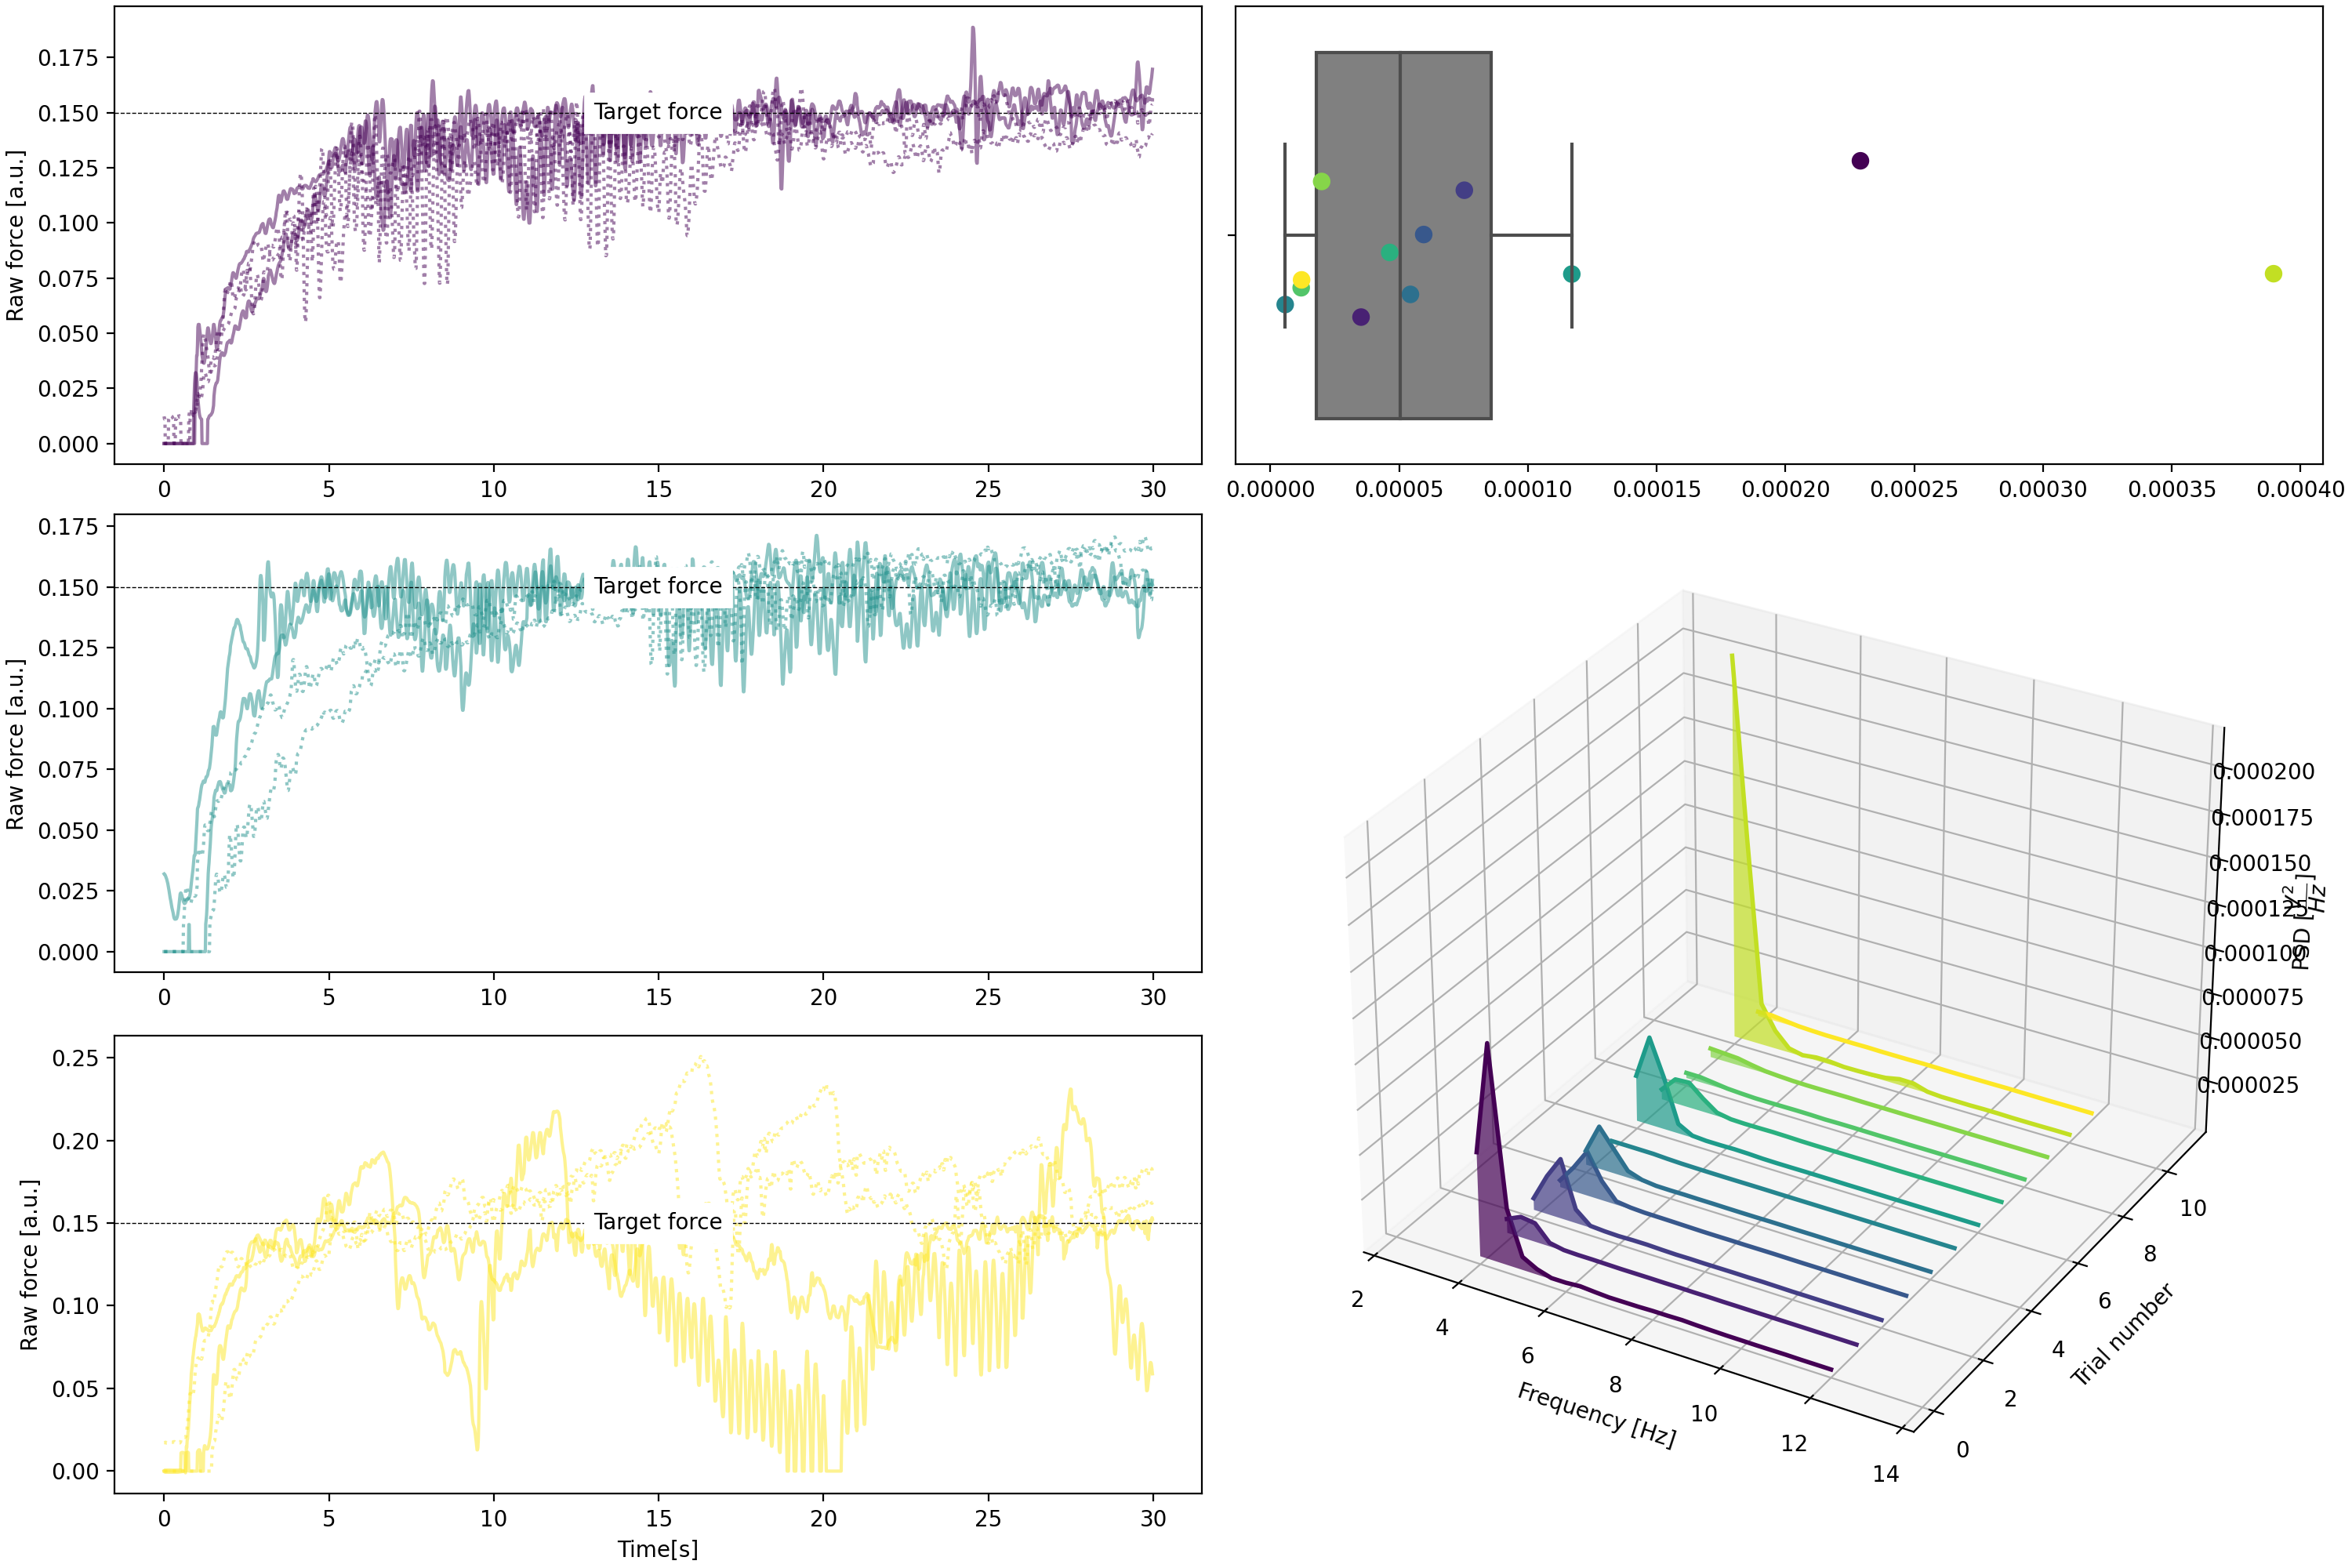 0.175
0.150
0.125
0.100
0.075
0.050
0.025
0.000
Raw force [a.u.]
Target force
0 5 10 15 20 25 30
0.00000 0.00005 0.00010 0.00015 0.00020 0.00025 0.00030 0.00035 0.00040
0.175
0.150
0.125
0.100
0.075
0.050
0.025
0.000
Raw force [a.u.]
Target force
0 5 10 15 20 25 30
0.25
0.20
0.15
0.10
0.05
0.00
Raw force [a.u.]
Target force
0 5 10 15 20 25 30
Time[s]
0.000200
0.000175
0.000150
0.000125
0.000100
0.000075
0.000050
0.000025
2 4 6 8 10 12 14
Frequency [Hz]
0 2 4 6 8 10
Trial number